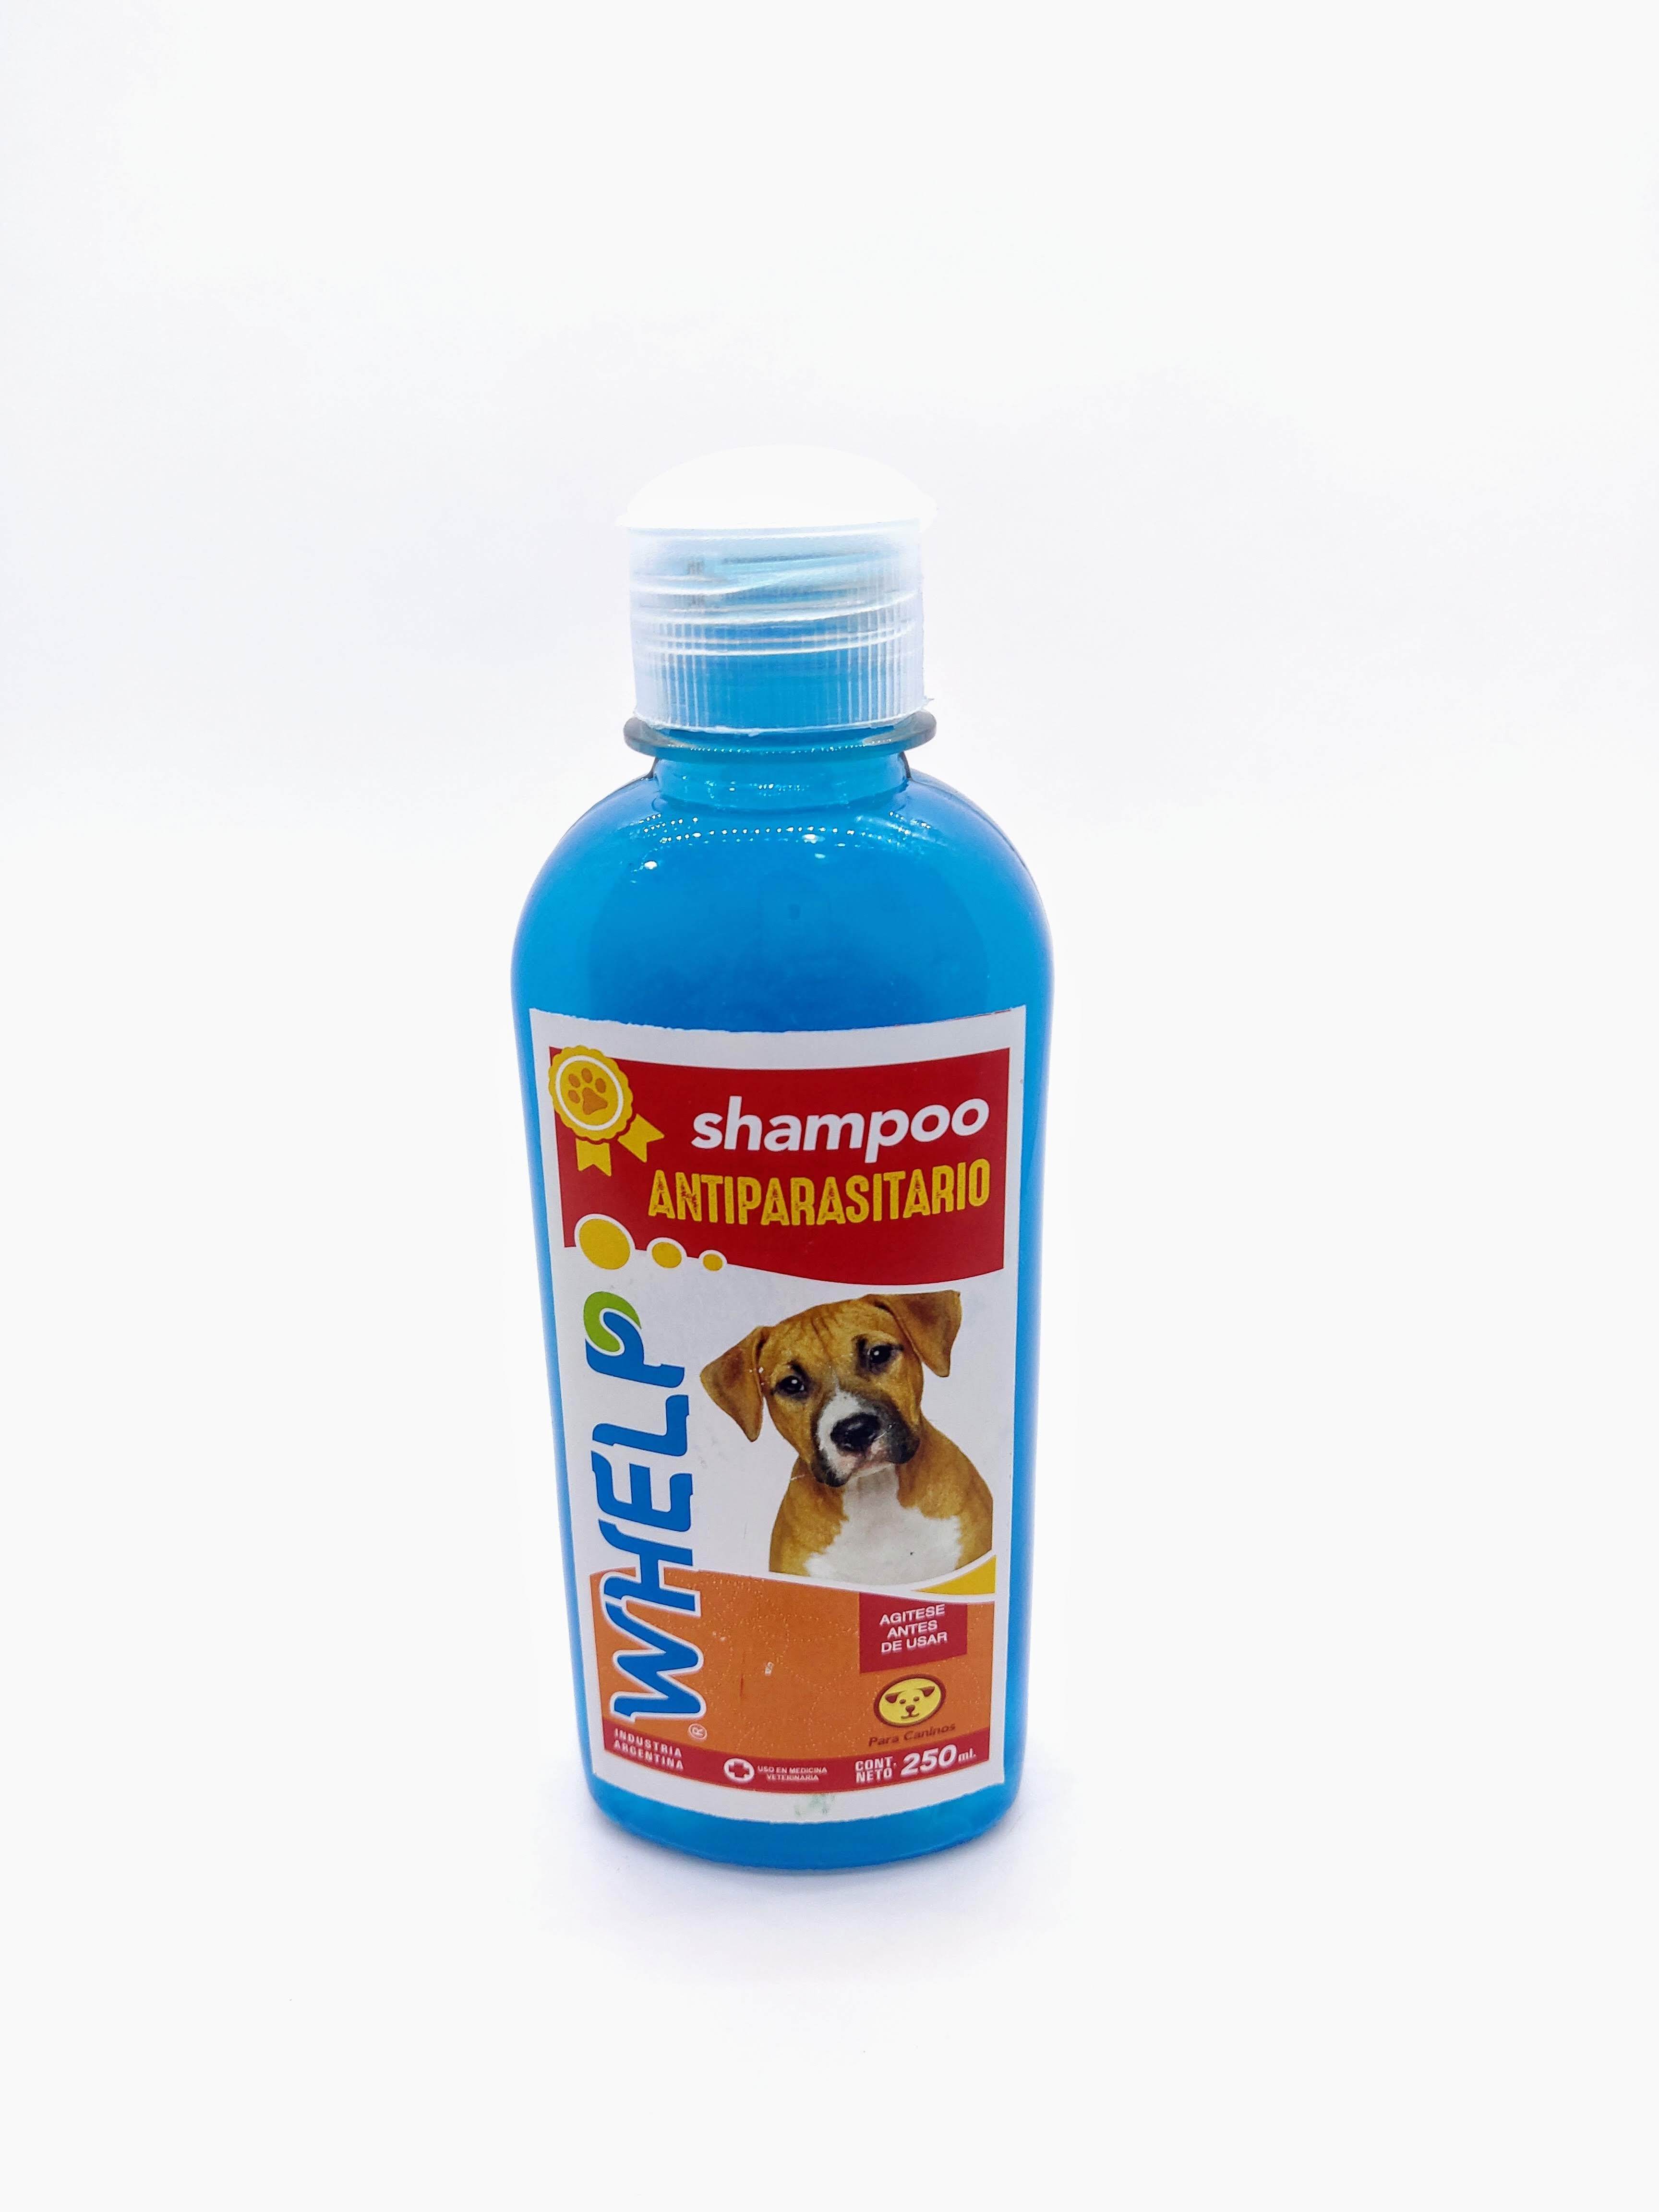 shampoo
ANTIPARASITARIO
WHELP®
AGITESE
ANTES
DE USAR
Para Caninos
INDUSTRIA
ARGENTINA
USO EN MEDICINA
VETERINARIA
CONT.
NETO 250 ml.